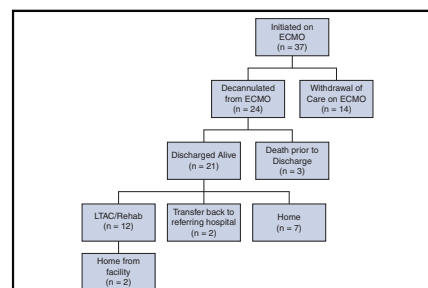 Initiated on
ECMO
(n = 37)
Decannulated
from ECMO
(n = 24)
Withdrawal of
Care on ECMO
(n = 14)
Discharged Alive
(n = 21)
Death prior to
Discharge
(n = 3)
LTAC/Rehab
(n = 12)
Transfer back to
referring hospital
(n = 2)
Home
(n = 7)
Home from
facility
(n = 2)